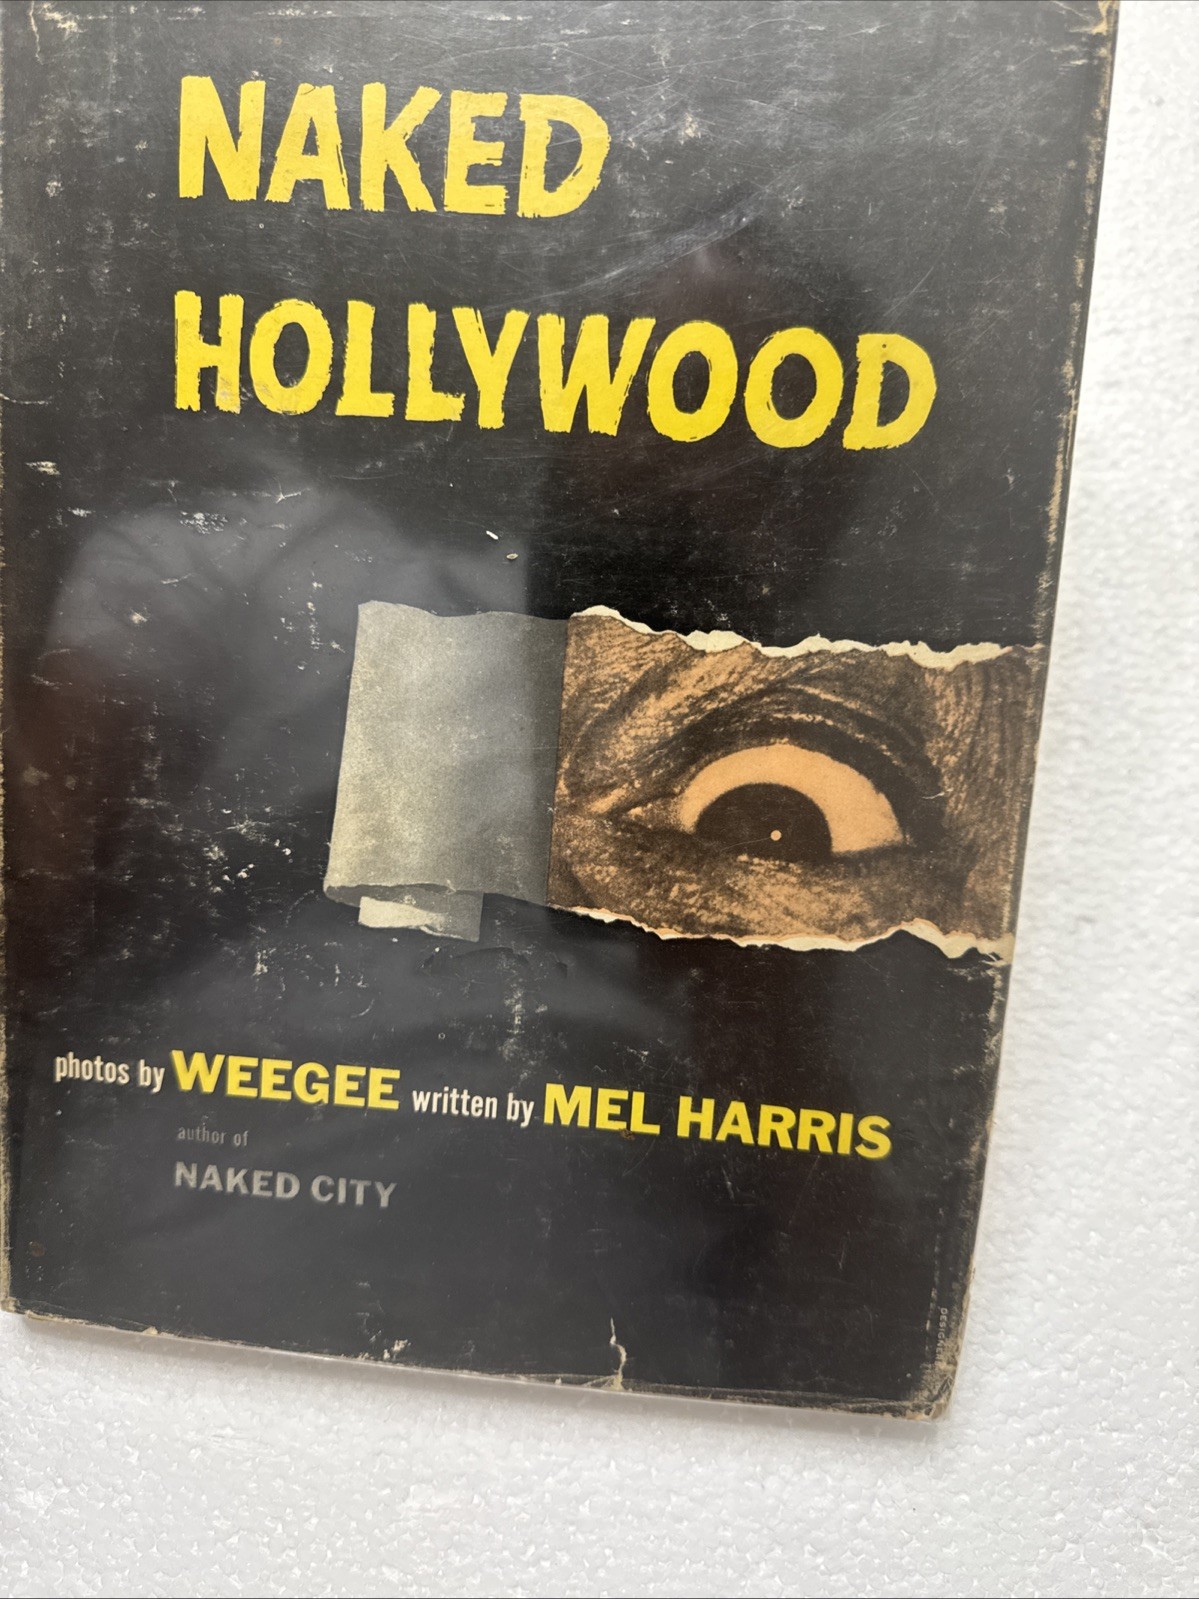 NAKED
HOLLYWOOD
photos by WEEGEE written by MEL HARRIS
author of
NAKED CITY